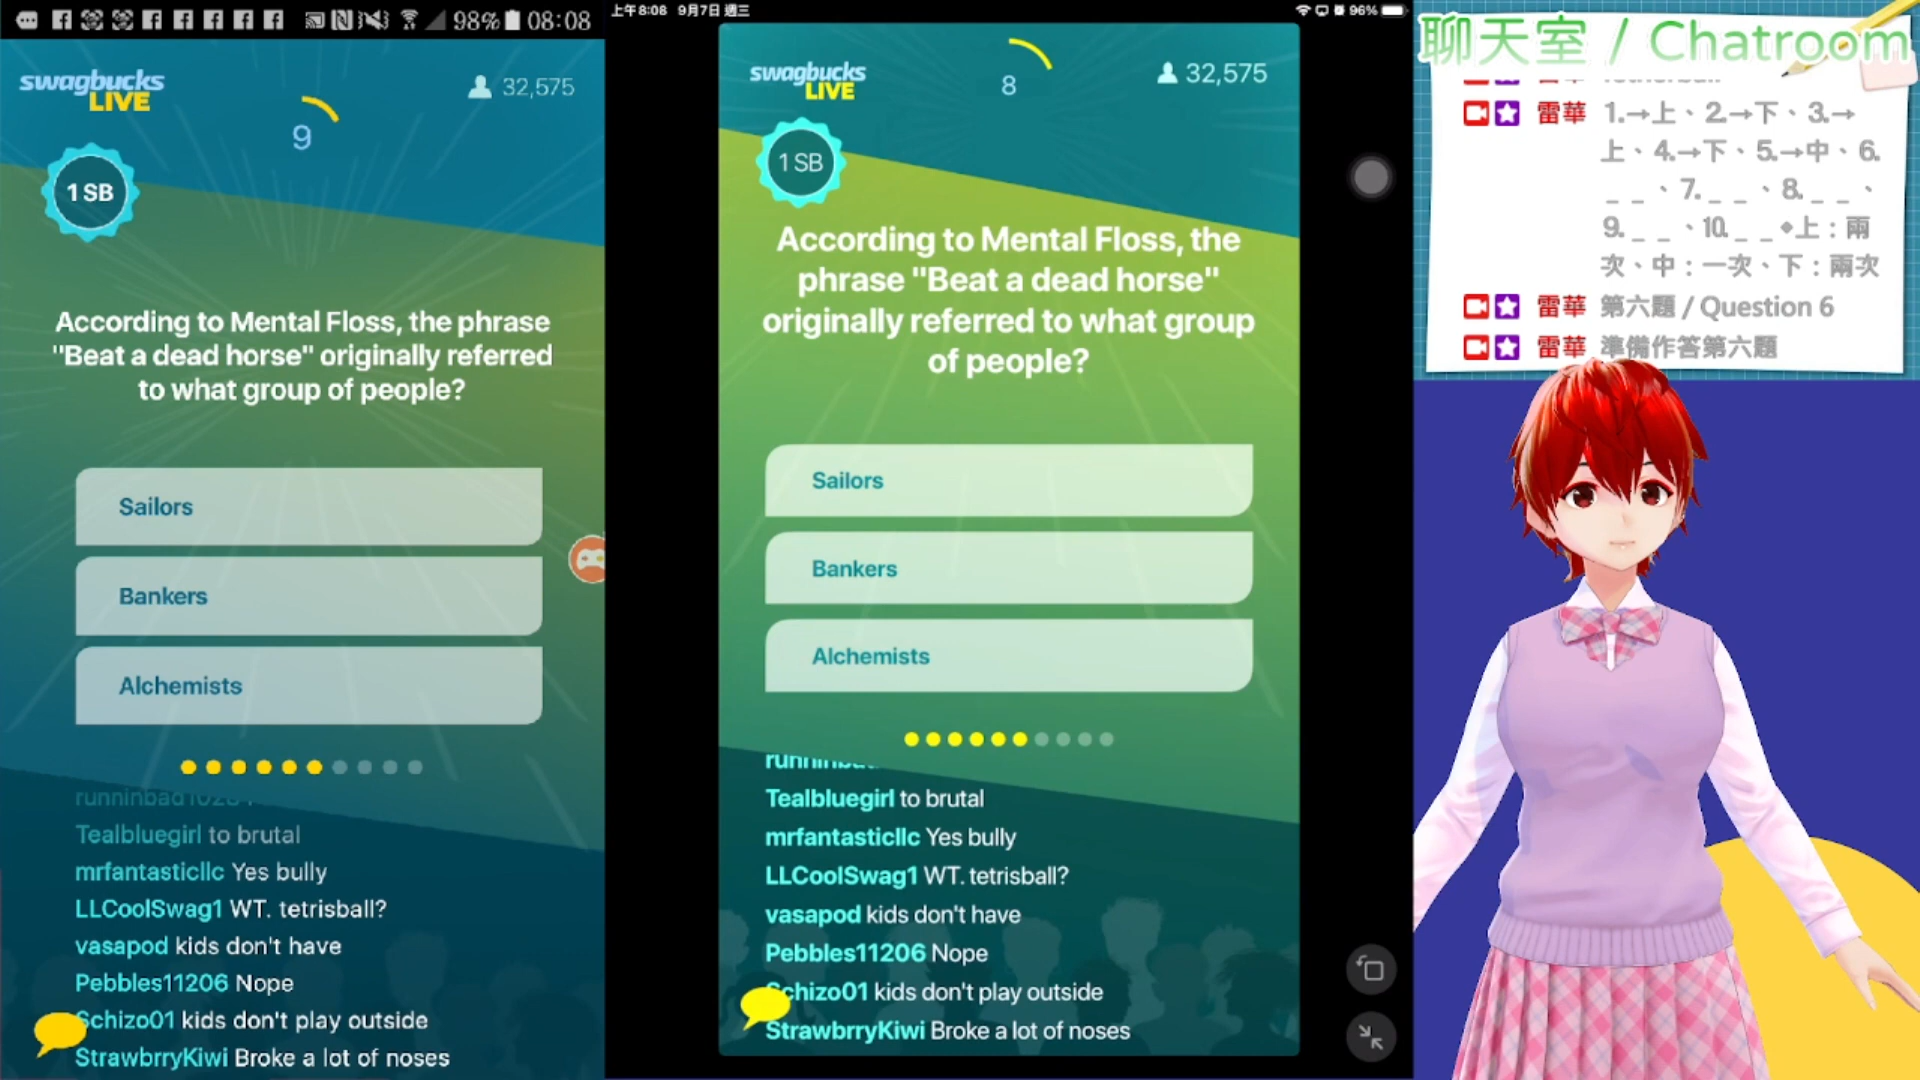 98% 08:08
swagbucks
LIVE
9
32,575
1 SB
According to Mental Floss, the phrase
"Beat a dead horse" originally referred
to what group of people?
Sailors
Bankers
Alchemists
Tealbluegirl to brutal
mrfantasticllc Yes bully
LLCoolSwag1 WT. tetrisball?
vasapod kids don't have
Pebbles11206 Nope
Schizo01 kids don't play outside
StrawbrryKiwi Broke a lot of noses
上午8:08 9月7日 週三
96%
swagbucks
LIVE
8
32,575
1 SB
According to Mental Floss, the
phrase "Beat a dead horse"
originally referred to what group
of people?
Sailors
Bankers
Alchemists
Tealbluegirl to brutal
mrfantasticllc Yes bully
LLCoolSwag1 WT. tetrisball?
vasapod kids don't have
Pebbles11206 Nope
Schizo01 kids don't play outside
StrawbrryKiwi Broke a lot of noses
聊天室 / Chatroom
雷華 1.→上、2.→下、3.→
上、4.→下、5.→中、6.
_ _ 、7. _ _ 、8. _ _ 、
9. _ _ 、10. _ _ ◆上：兩
次、中：一次、下：兩次
雷華 第六題 / Question 6
雷華 準備作答第六題